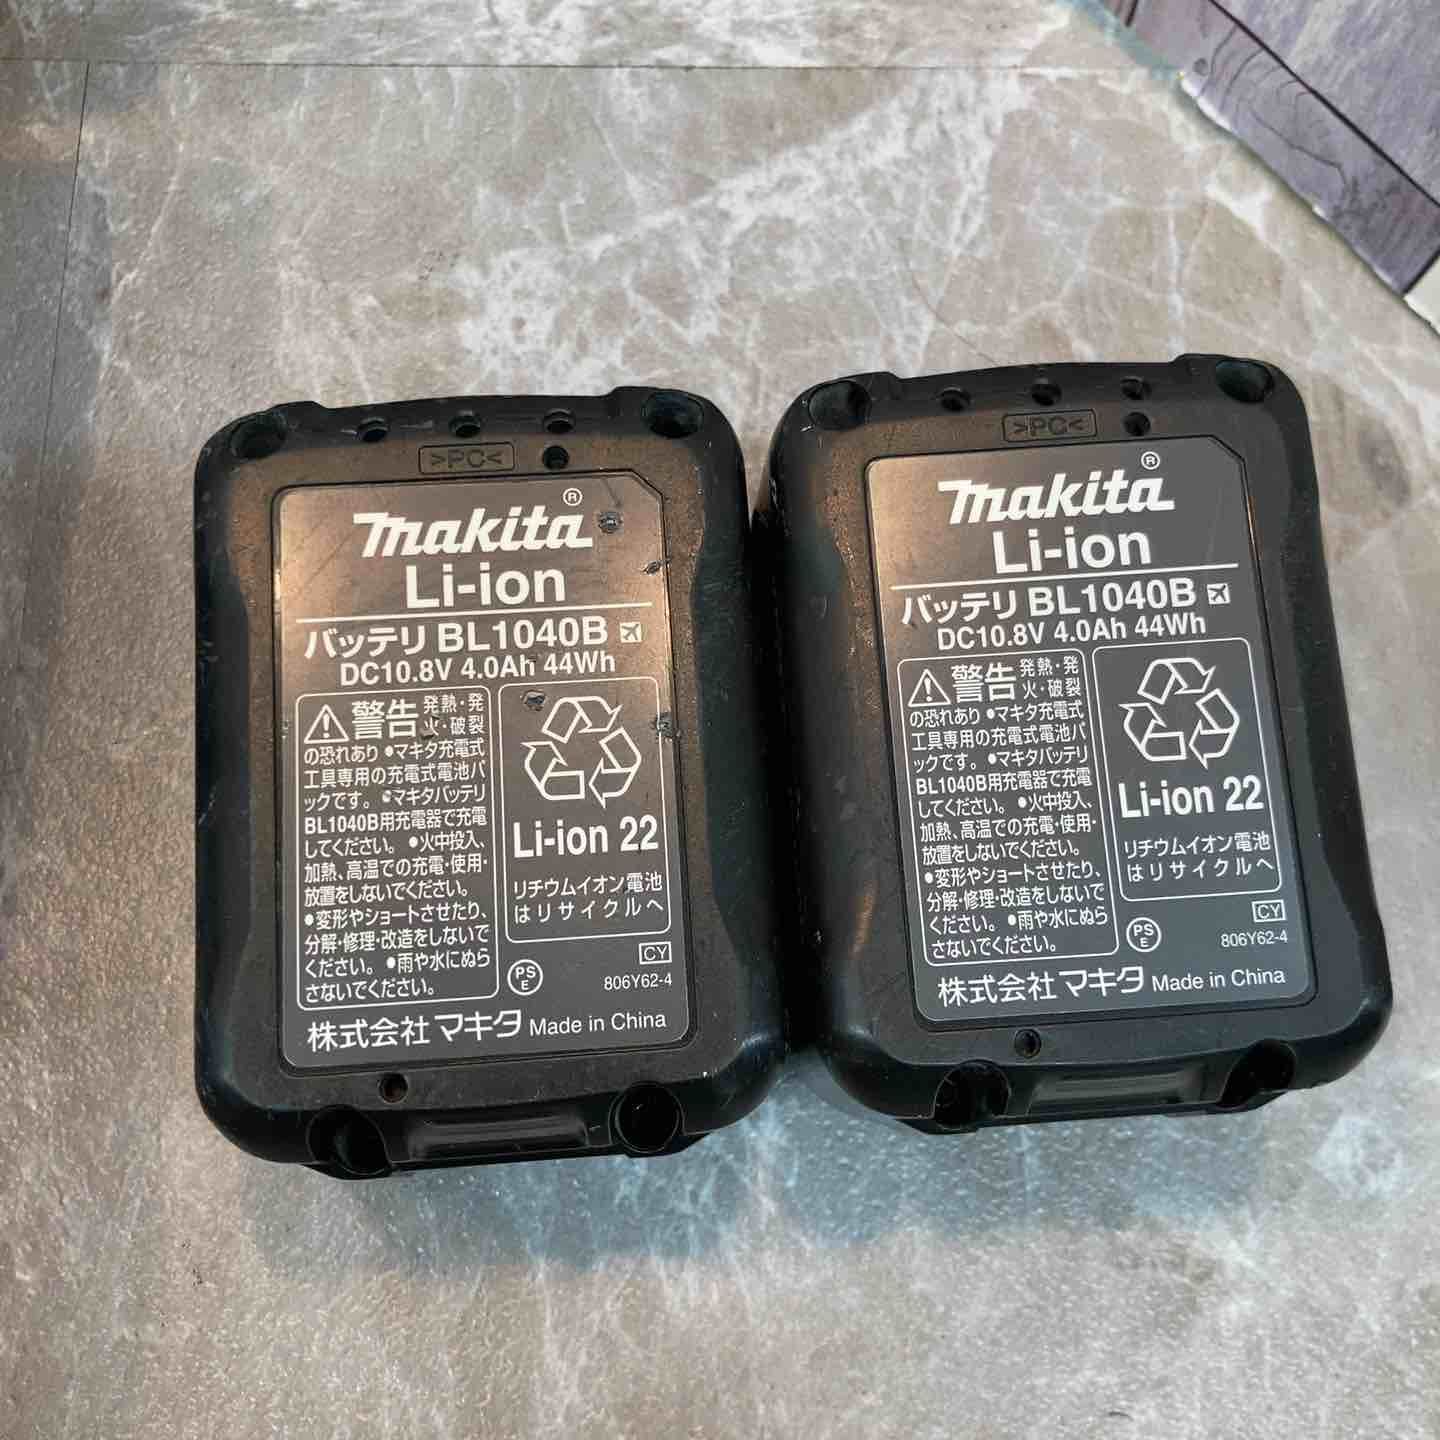 >PC<
makita®
Li-ion
バッテリ BL1040B
DC10.8V 4.0Ah 44Wh
警告 発熱・発
火・破裂
の恐れあり ●マキタ充電式
工具専用の充電式電池パ
ックです。 ●マキタバッテリ
BL1040B用充電器で充電
してください。 ●火中投入、
加熱、高温での充電・使用・
放置をしないでください。
●変形やショートさせたり、
分解・修理・改造をしないで
ください。 ●雨や水にぬら
さないでください。
Li-ion 22
リチウムイオン電池
はリサイクルへ
PS
E
CY
806Y62-4
株式会社マキタ Made in China
>PC<
makita®
Li-ion
バッテリ BL1040B
DC10.8V 4.0Ah 44Wh
警告 発熱・発
火・破裂
の恐れあり ●マキタ充電式
工具専用の充電式電池パ
ックです。 ●マキタバッテリ
BL1040B用充電器で充電
してください。 ●火中投入、
加熱、高温での充電・使用・
放置をしないでください。
●変形やショートさせたり、
分解・修理・改造をしないで
ください。 ●雨や水にぬら
さないでください。
Li-ion 22
リチウムイオン電池
はリサイクルへ
PS
E
CY
806Y62-4
株式会社マキタ Made in China